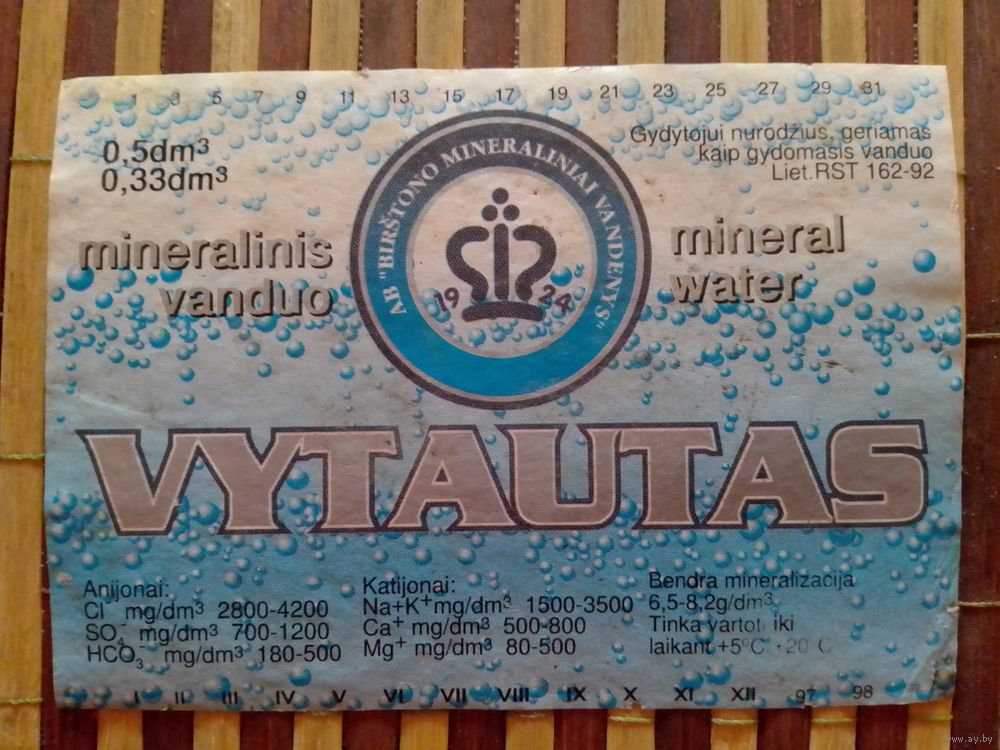 1 3 5 7 9 11 13 15 17 19 21 23 25 27 29 31
0,5dm³
0,33dm³
Gydytojui nurodžius, geriamas
kaip gydomasis vanduo
Liet.RST 162-92
mineralinis
vanduo
AB "BIRŠTONO MINERALINIAI VANDENYS"
1924
mineral
water
VYTAUTAS
Anijonai:
Cl⁻ mg/dm³ 2800-4200
SO₄⁻ mg/dm³ 700-1200
HCO₃⁻ mg/dm³ 180-500
Katijonai:
Na+K⁺mg/dm³ 1500-3500
Ca⁺ mg/dm³ 500-800
Mg⁺ mg/dm³ 80-500
Bendra mineralizacija
6,5-8,2g/dm³
Tinka vartoti iki
laikant +5°C +20°C
I II III IV V VI VII VIII IX X XI XII 97 98
www.ay.by